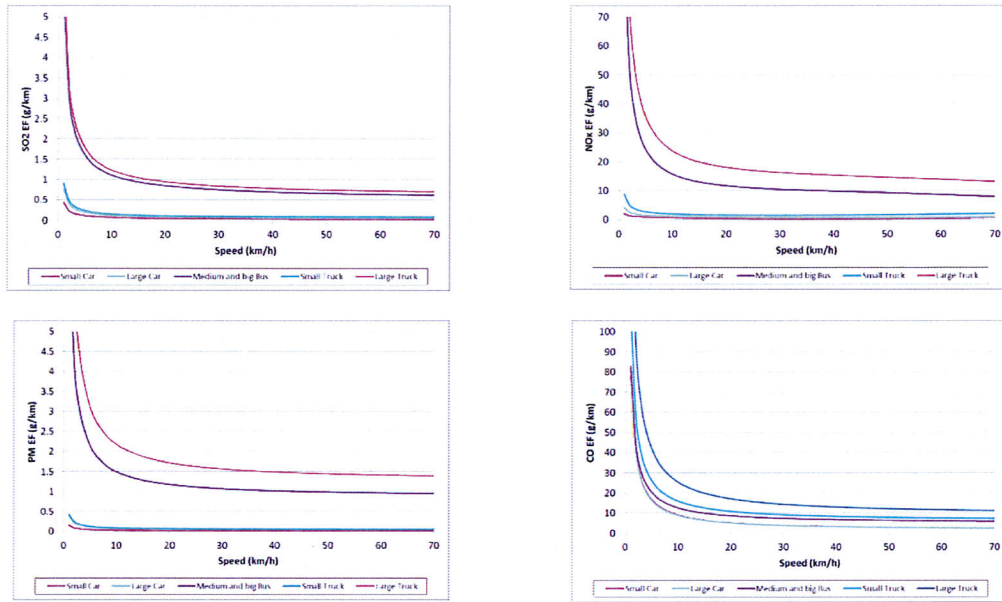 SO2 EF (g/km)
5
4.5
4
3.5
3
2.5
2
1.5
1
0.5
0
0 10 20 30 40 50 60 70
Speed (km/h)
Small Car Large Car Medium and big Bus Small Truck Large Truck
NOx EF (g/km)
70
60
50
40
30
20
10
0
0 10 20 30 40 50 60 70
Speed (km/h)
Small Car Large Car Medium and big Bus Small Truck Large Truck
PM EF (g/km)
5
4.5
4
3.5
3
2.5
2
1.5
1
0.5
0
0 10 20 30 40 50 60 70
Speed (km/h)
Small Car Large Car Medium and big Bus Small Truck Large Truck
CO EF (g/km)
100
90
80
70
60
50
40
30
20
10
0
0 10 20 30 40 50 60 70
Speed (km/h)
Small Car Large Car Medium and big Bus Small Truck Large Truck